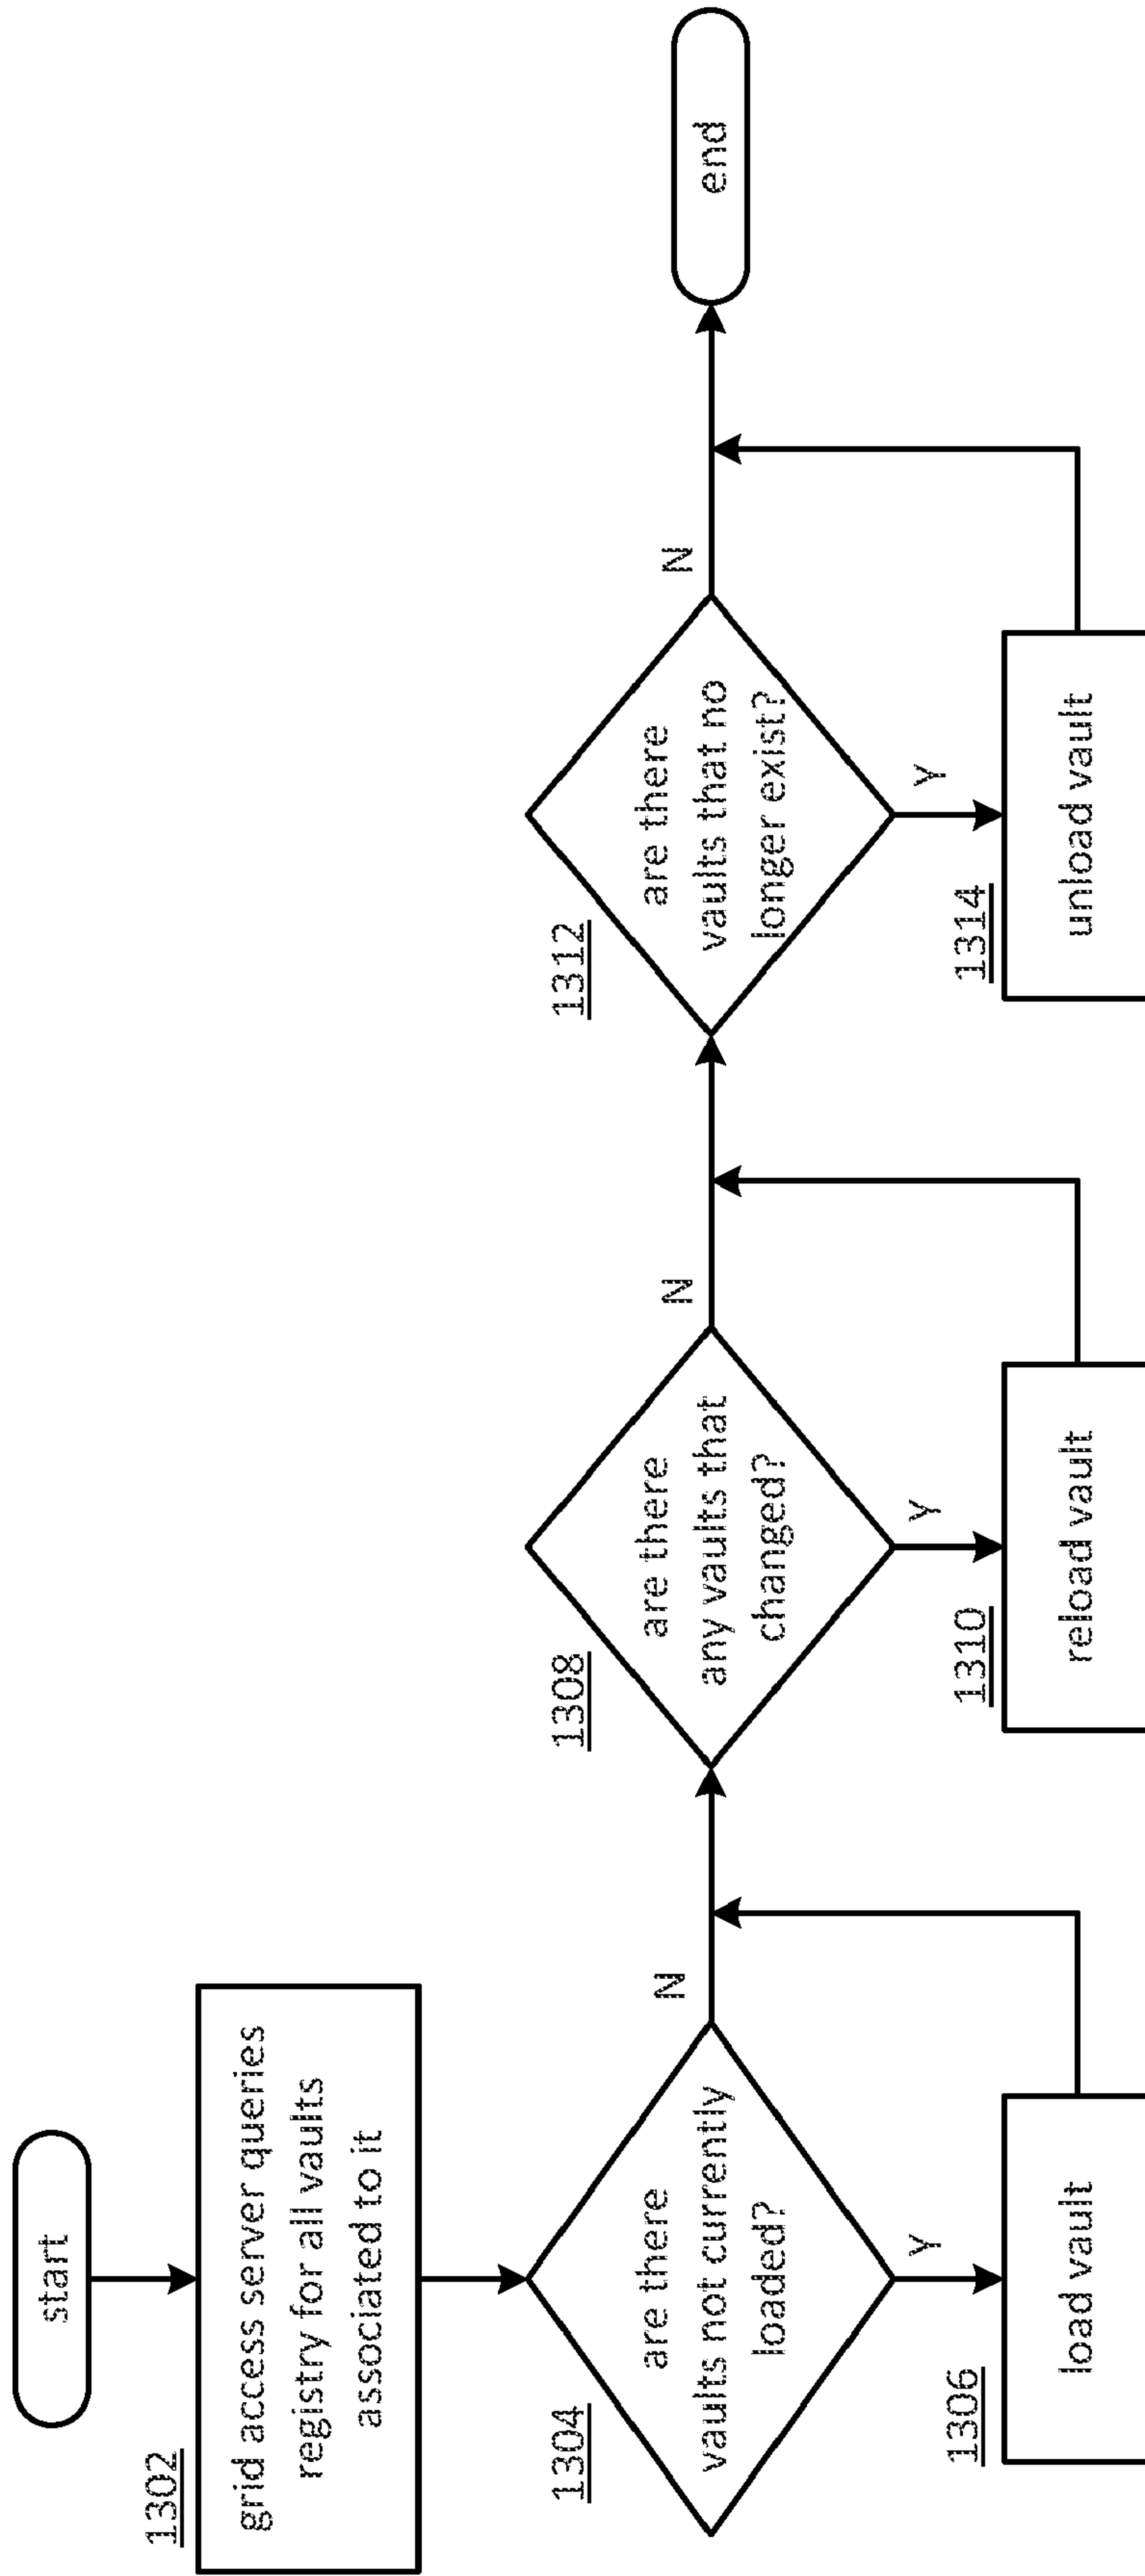 start
1302
grid access server queries
registry for all vaults
associated to it
1304
are there
vaults not currently
loaded?
N
Y
1306
load vault
1308
are there
any vaults that
changed?
N
Y
1310
reload vault
1312
are there
vaults that no
longer exist?
N
Y
1314
unload vault
end